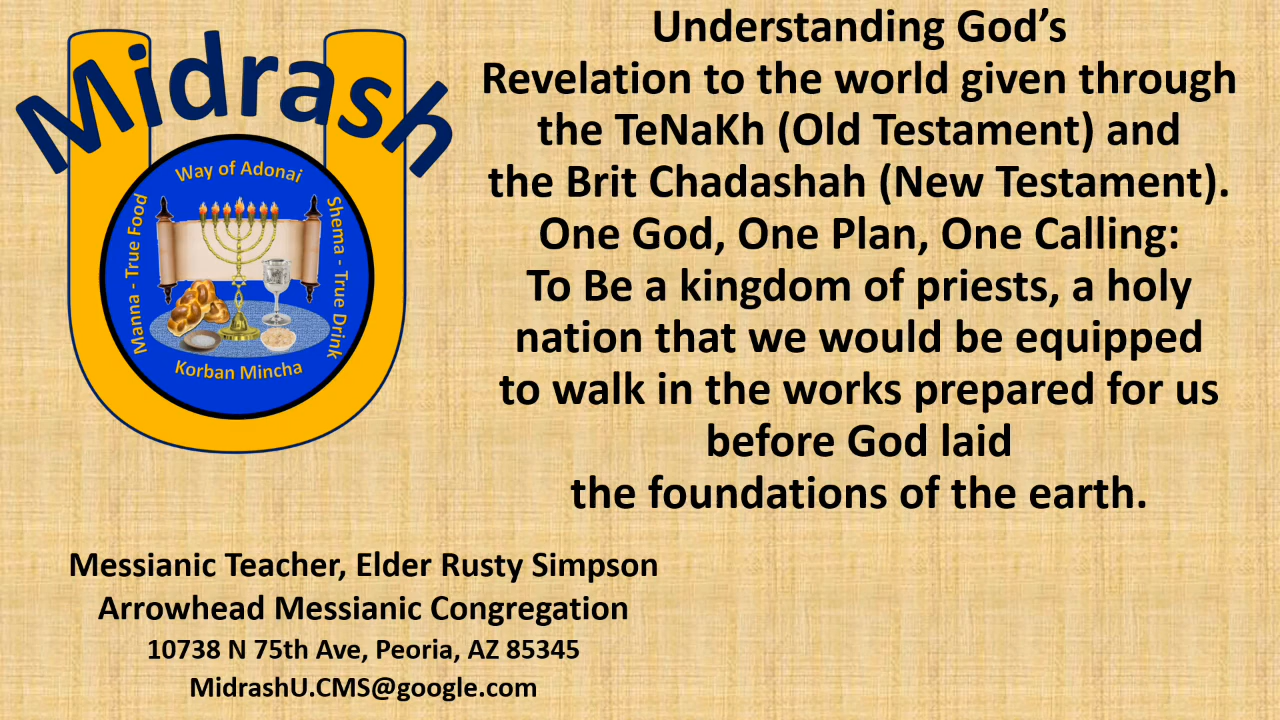 Midrash
Way of Adonai
Manna - True Food
Shema - True Drink
Korban Mincha
Understanding God’s
Revelation to the world given through
the TeNaKh (Old Testament) and
the Brit Chadashah (New Testament).
One God, One Plan, One Calling:
To Be a kingdom of priests, a holy
nation that we would be equipped
to walk in the works prepared for us
before God laid
the foundations of the earth.
Messianic Teacher, Elder Rusty Simpson
Arrowhead Messianic Congregation
10738 N 75th Ave, Peoria, AZ 85345
MidrashU.CMS@google.com